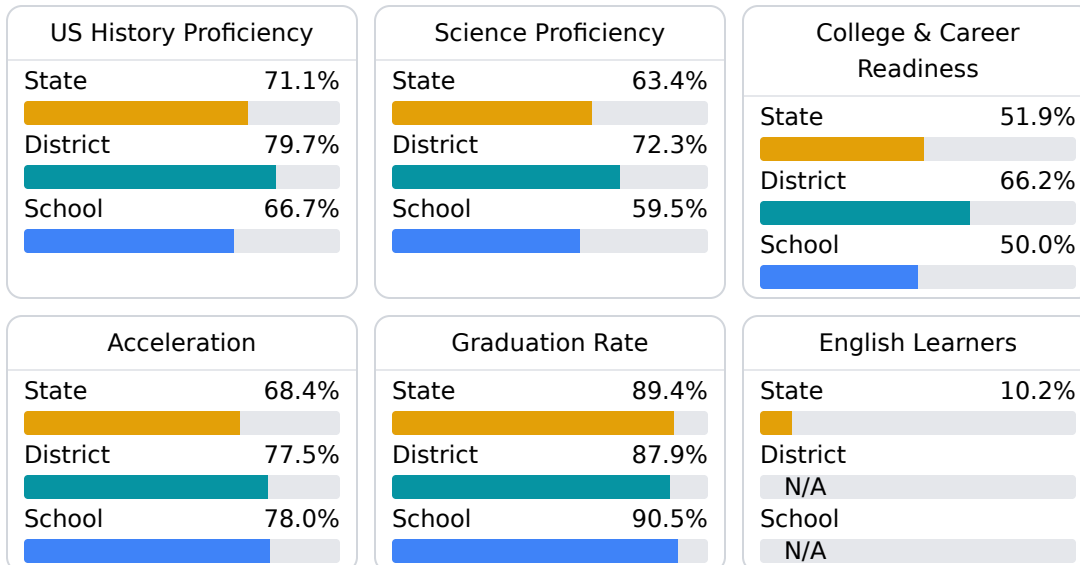 US History Proficiency
State 71.1%
District 79.7%
School 66.7%
Science Proficiency
State 63.4%
District 72.3%
School 59.5%
College & Career
Readiness
State 51.9%
District 66.2%
School 50.0%
Acceleration
State 68.4%
District 77.5%
School 78.0%
Graduation Rate
State 89.4%
District 87.9%
School 90.5%
English Learners
State 10.2%
District
N/A
School
N/A